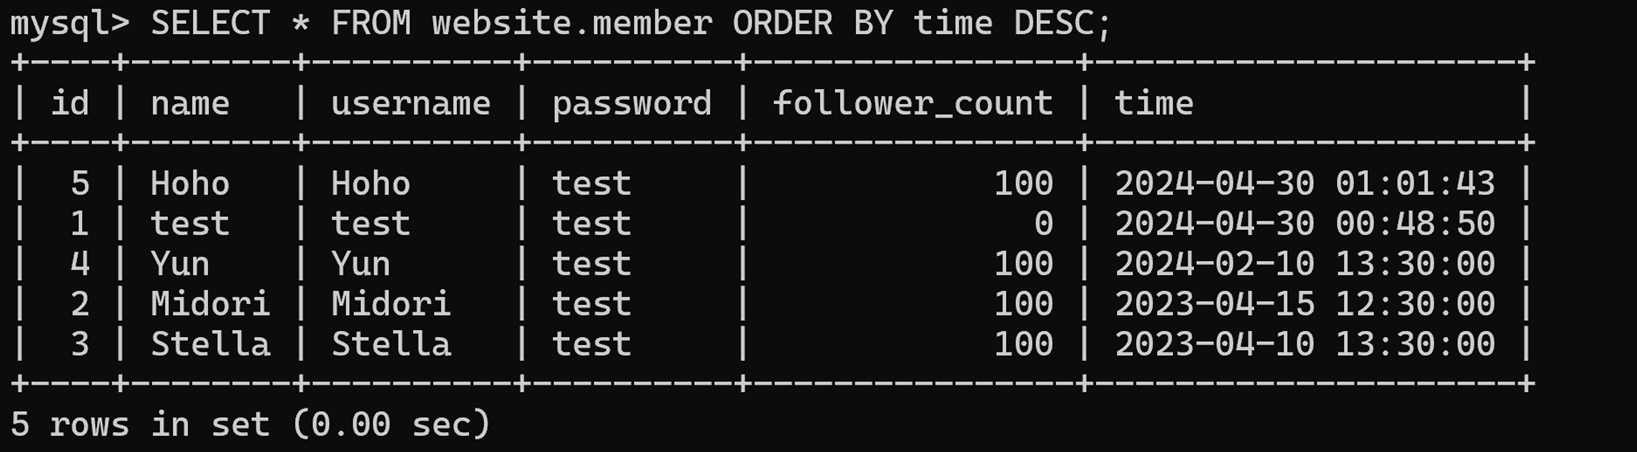 mysql> SELECT * FROM website.member ORDER BY time DESC;
+----+--------+----------+----------+----------------+---------------------+
| id | name   | username | password | follower_count | time                |
+----+--------+----------+----------+----------------+---------------------+
|  5 | Hoho   | Hoho     | test     |            100 | 2024-04-30 01:01:43 |
|  1 | test   | test     | test     |              0 | 2024-04-30 00:48:50 |
|  4 | Yun    | Yun      | test     |            100 | 2024-02-10 13:30:00 |
|  2 | Midori | Midori   | test     |            100 | 2023-04-15 12:30:00 |
|  3 | Stella | Stella   | test     |            100 | 2023-04-10 13:30:00 |
+----+--------+----------+----------+----------------+---------------------+
5 rows in set (0.00 sec)